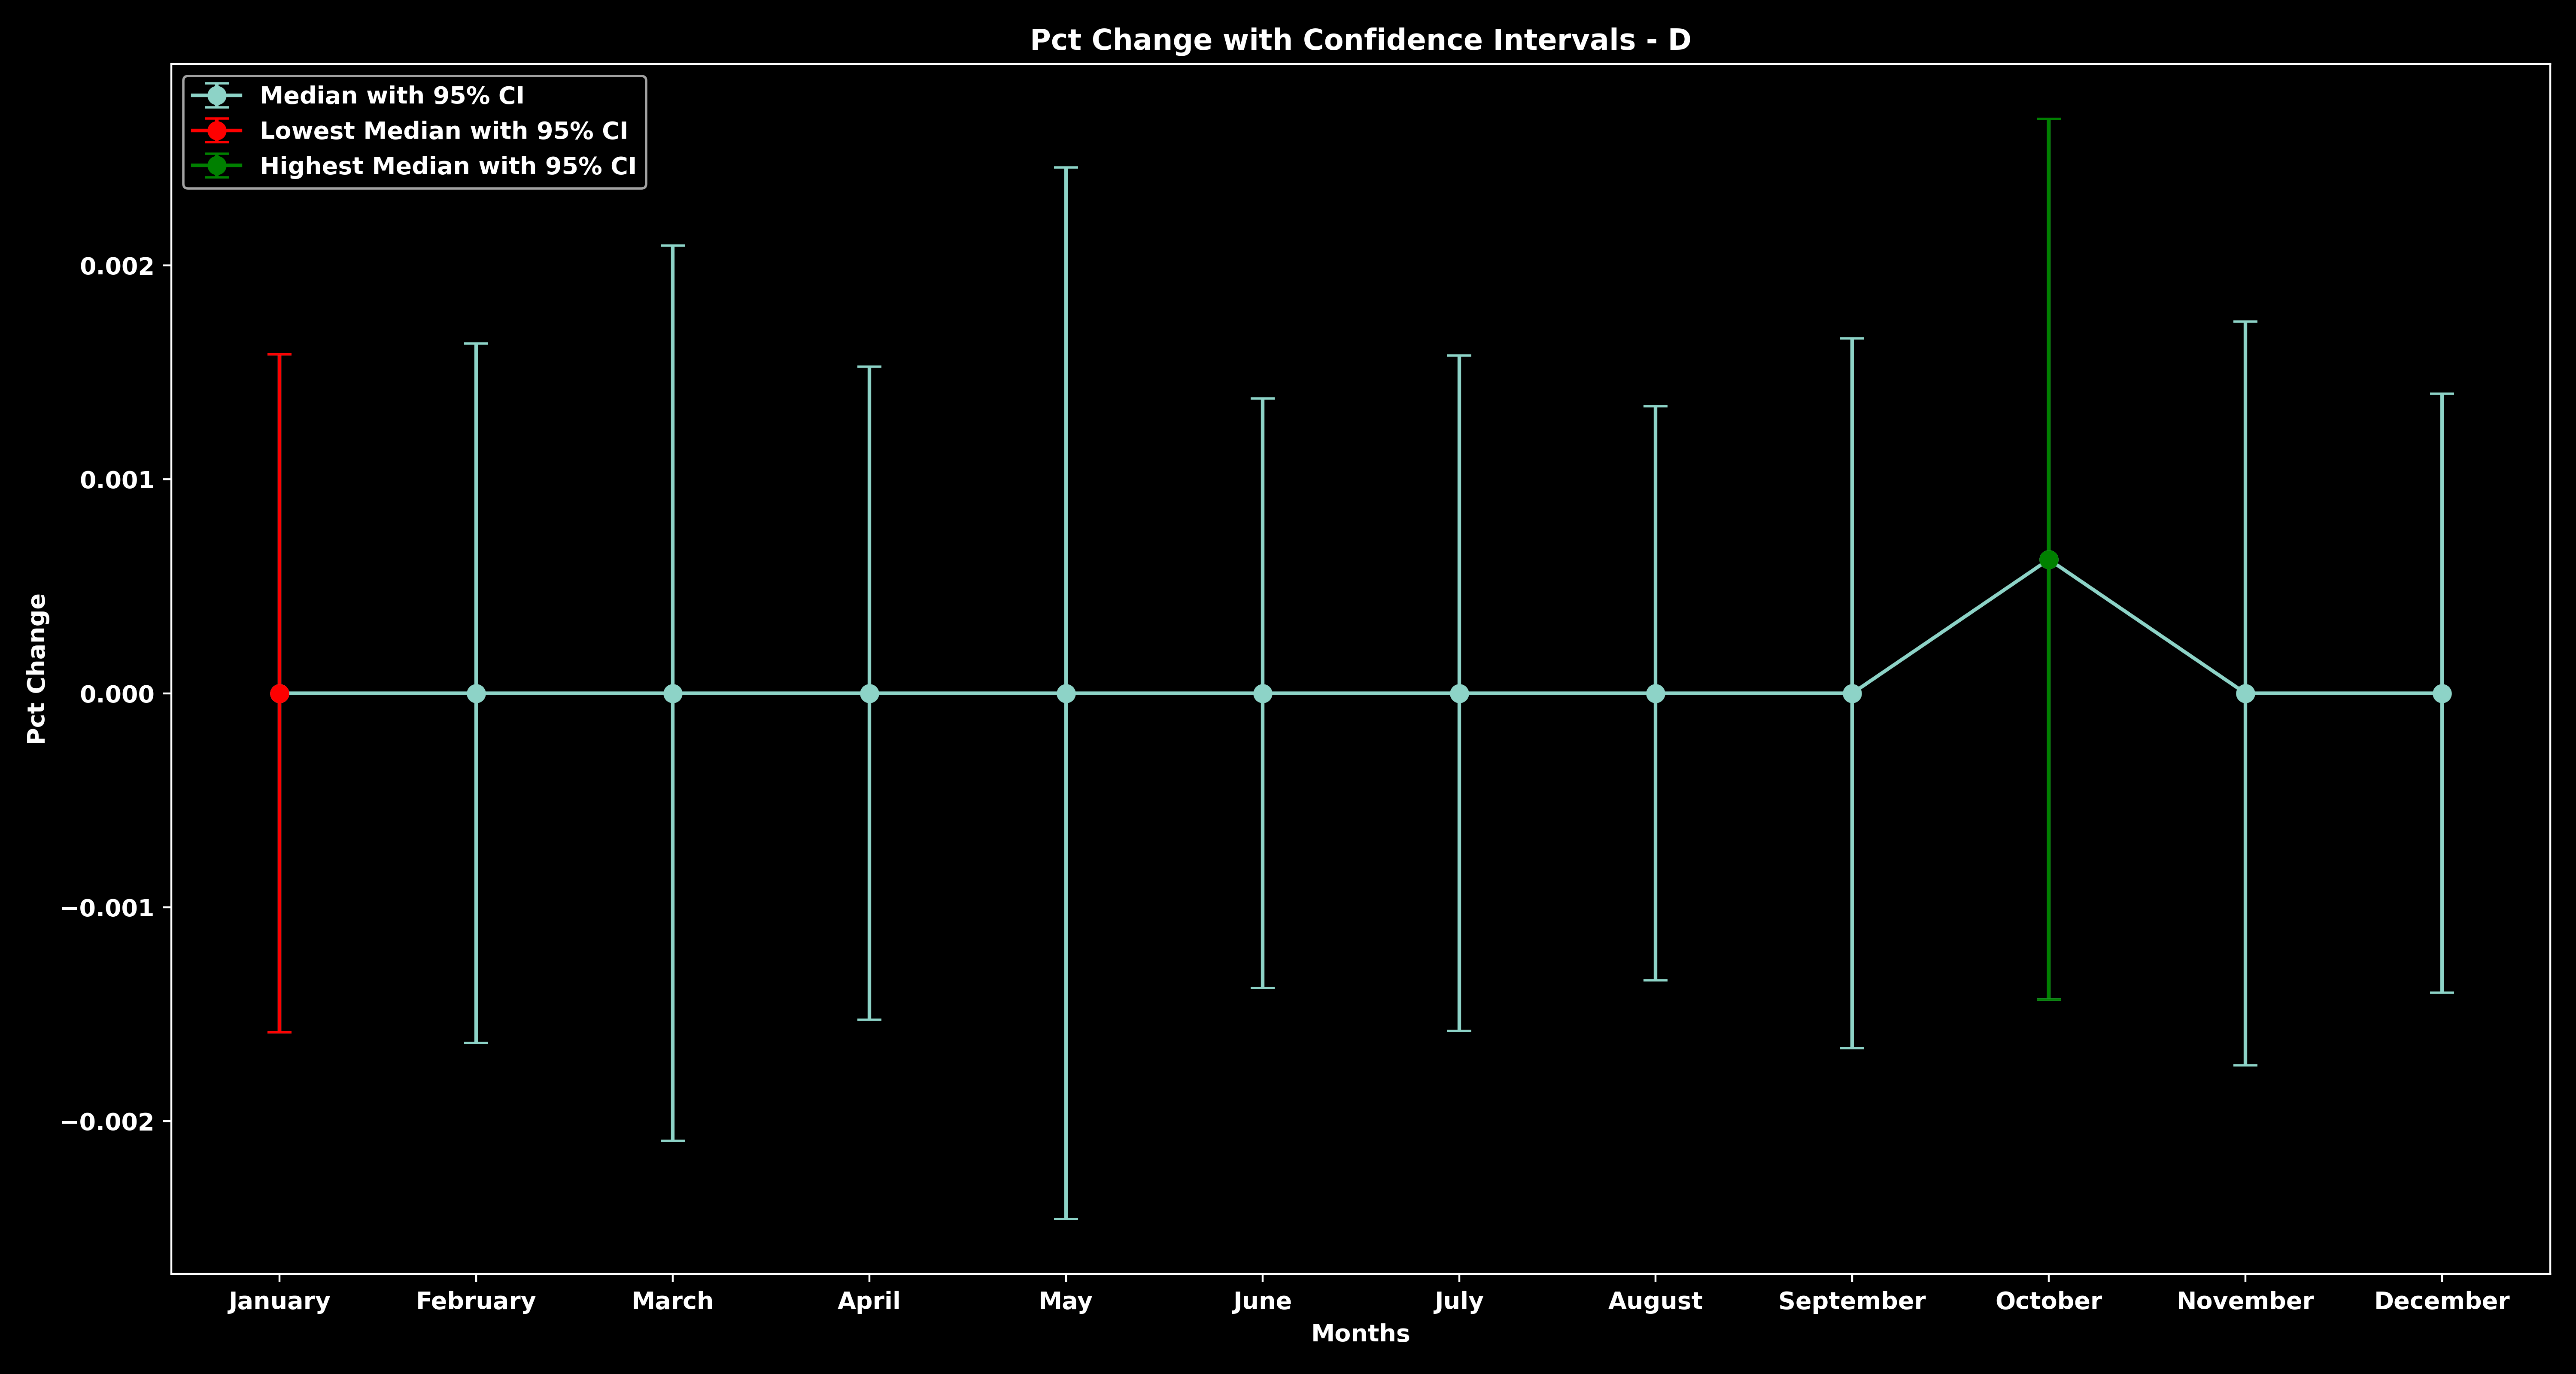 Pct Change with Confidence Intervals - D
Median with 95% CI
Lowest Median with 95% CI
Highest Median with 95% CI
0.002
0.001
0.000
−0.001
−0.002
Pct Change
January February March April May June July August September October November December
Months